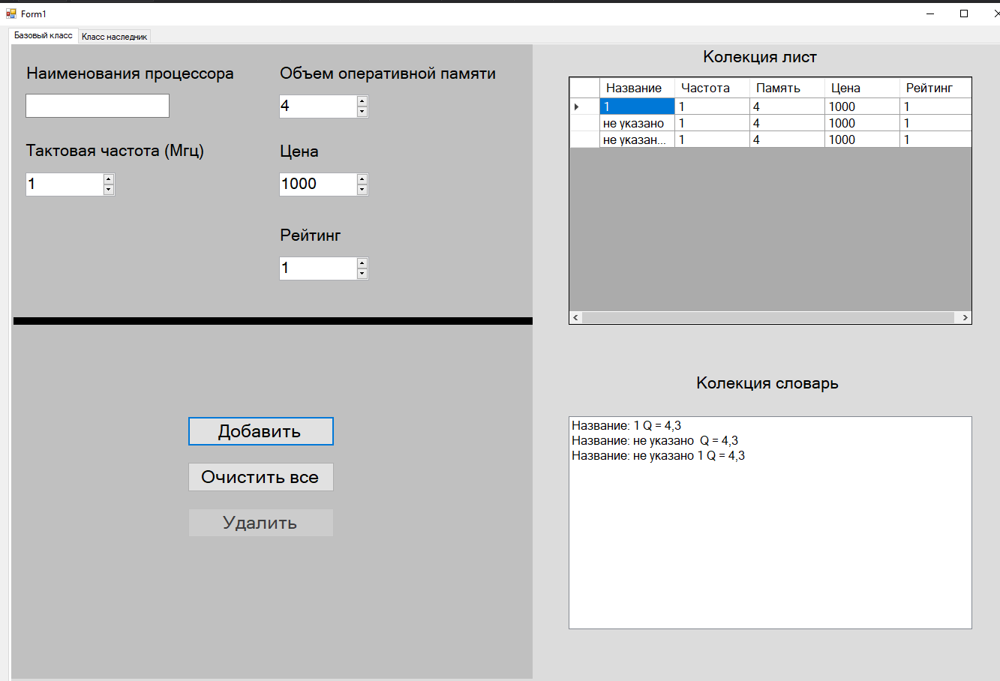 Form1
Базовый класс
Класс наследник
Наименования процессора
Объем оперативной памяти
4
Тактовая частота (Мгц)
Цена
1
1000
Рейтинг
1
Добавить
Очистить все
Удалить
Колекция лист
Название Частота Память Цена Рейтинг
1 1 4 1000 1
не указано 1 4 1000 1
не указан... 1 4 1000 1
Колекция словарь
Название: 1 Q = 4,3
Название: не указано  Q = 4,3
Название: не указано 1 Q = 4,3